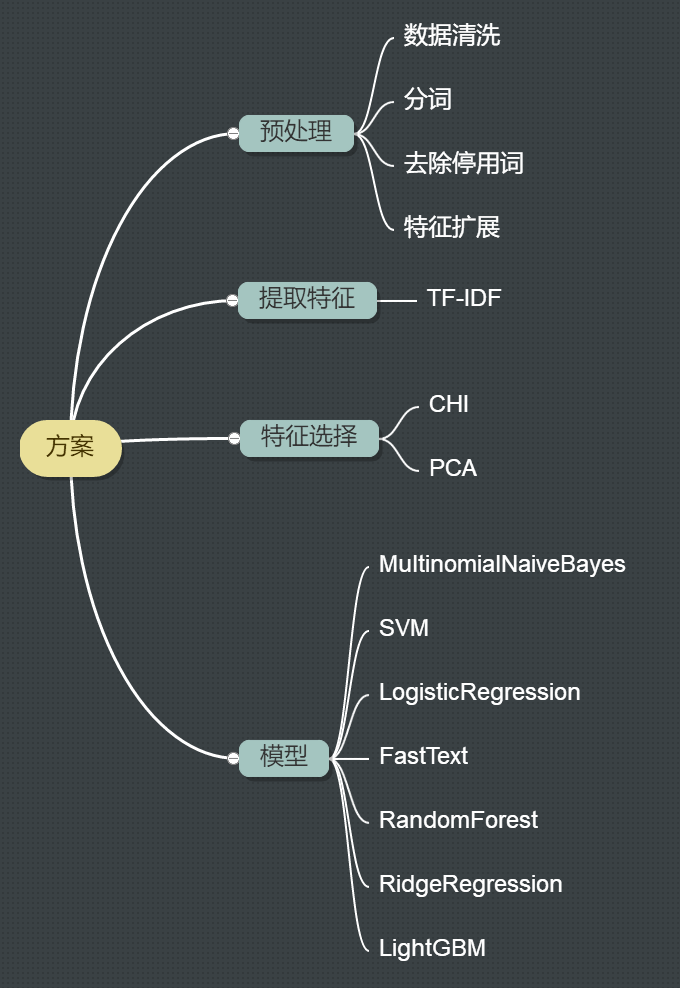 方案
预处理
数据清洗
分词
去除停用词
特征扩展
提取特征
TF-IDF
特征选择
CHI
PCA
模型
MultinomialNaiveBayes
SVM
LogisticRegression
FastText
RandomForest
RidgeRegression
LightGBM